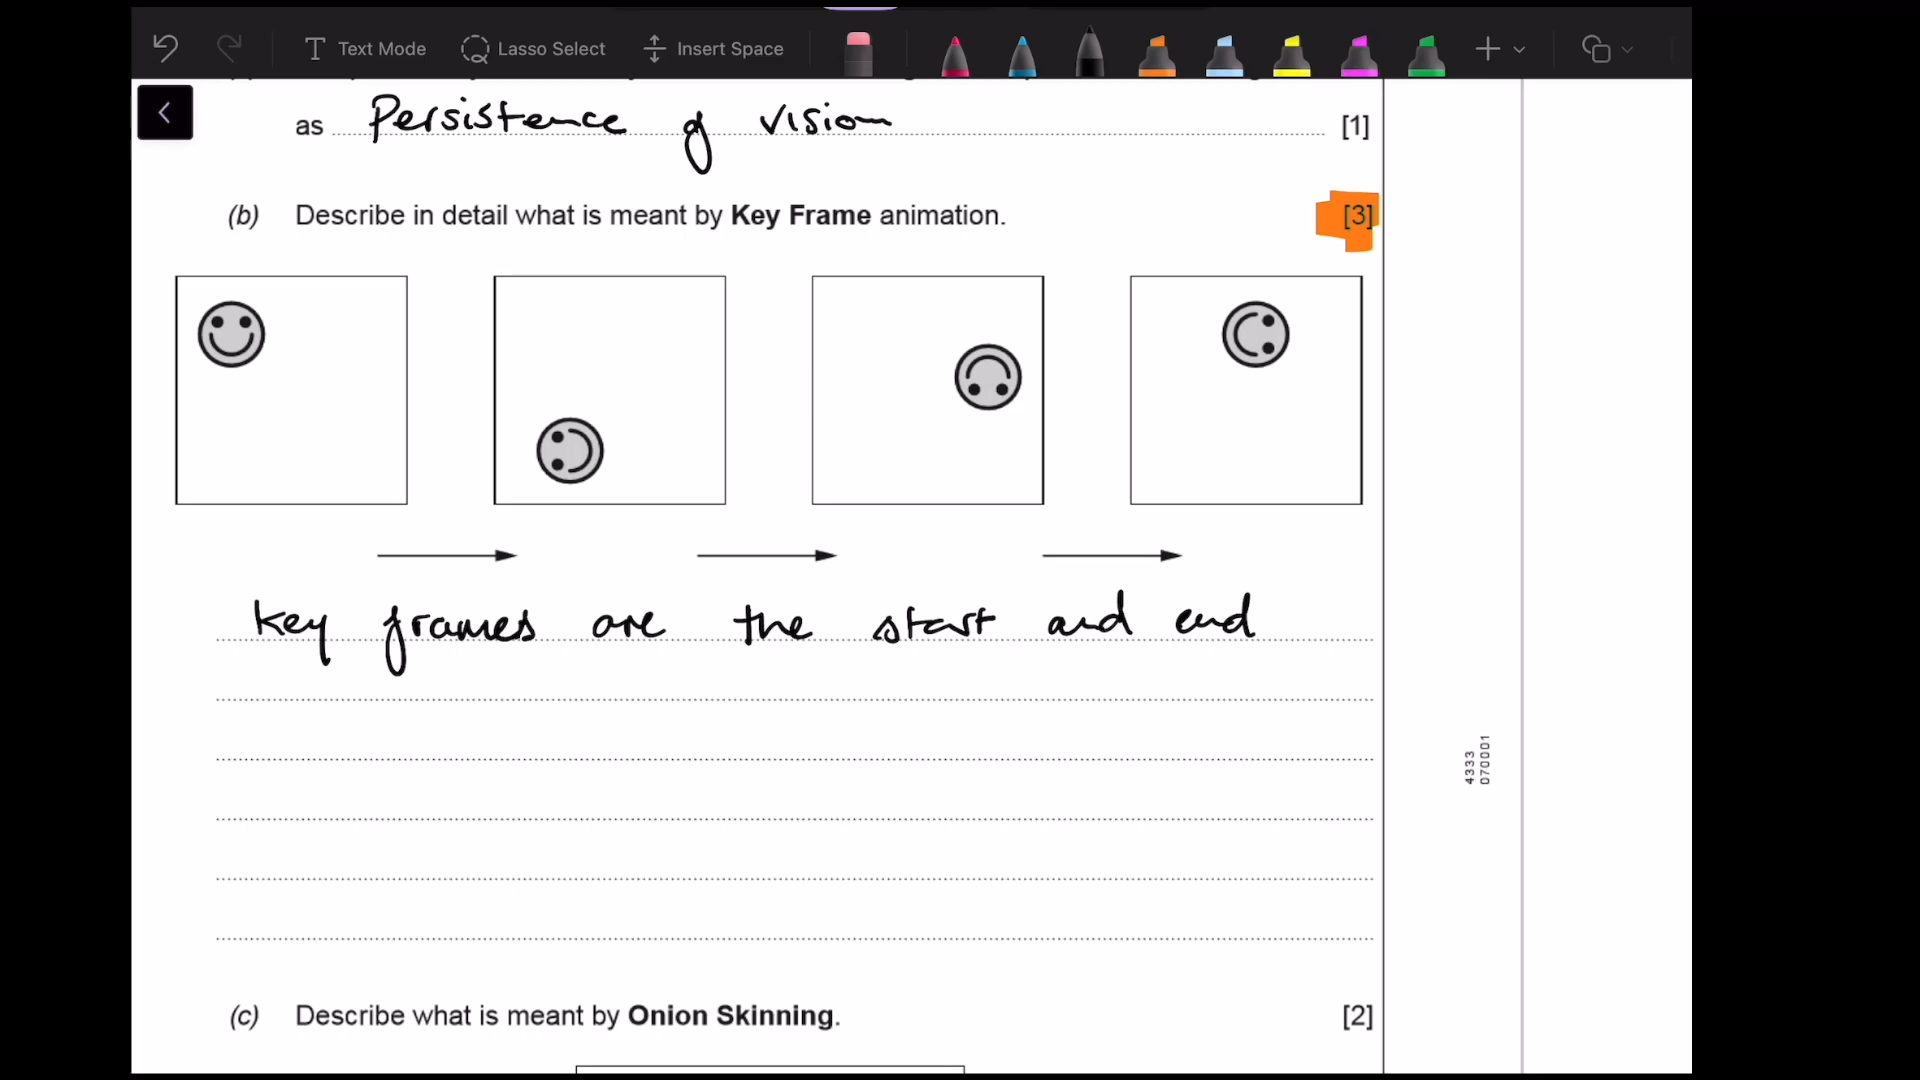 Text Mode Lasso Select Insert Space
as Persistence of vision [1]
(b) Describe in detail what is meant by Key Frame animation. [3]
key frames are the start and end
4333
070001
(c) Describe what is meant by Onion Skinning. [2]